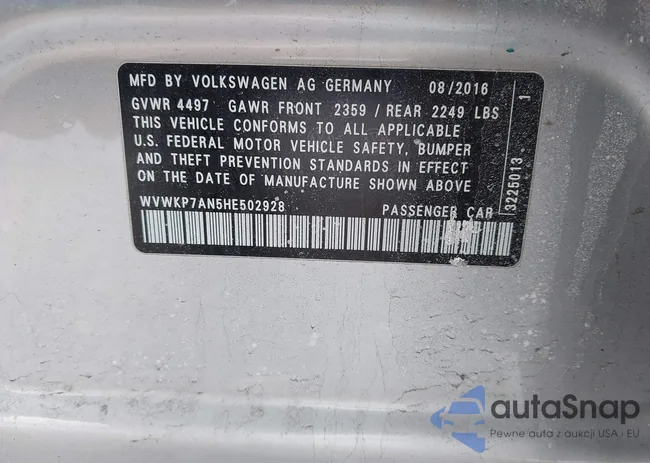 MFD BY VOLKSWAGEN AG GERMANY 08/2016
GVWR 4497 GAWR FRONT 2359 / REAR 2249 LBS
THIS VEHICLE CONFORMS TO ALL APPLICABLE
U.S. FEDERAL MOTOR VEHICLE SAFETY, BUMPER
AND THEFT PREVENTION STANDARDS IN EFFECT
ON THE DATE OF MANUFACTURE SHOWN ABOVE
WVWKP7AN5HE502928 PASSENGER CAR
3225013 1
autaSnap
Pewne auta z aukcji USA i EU